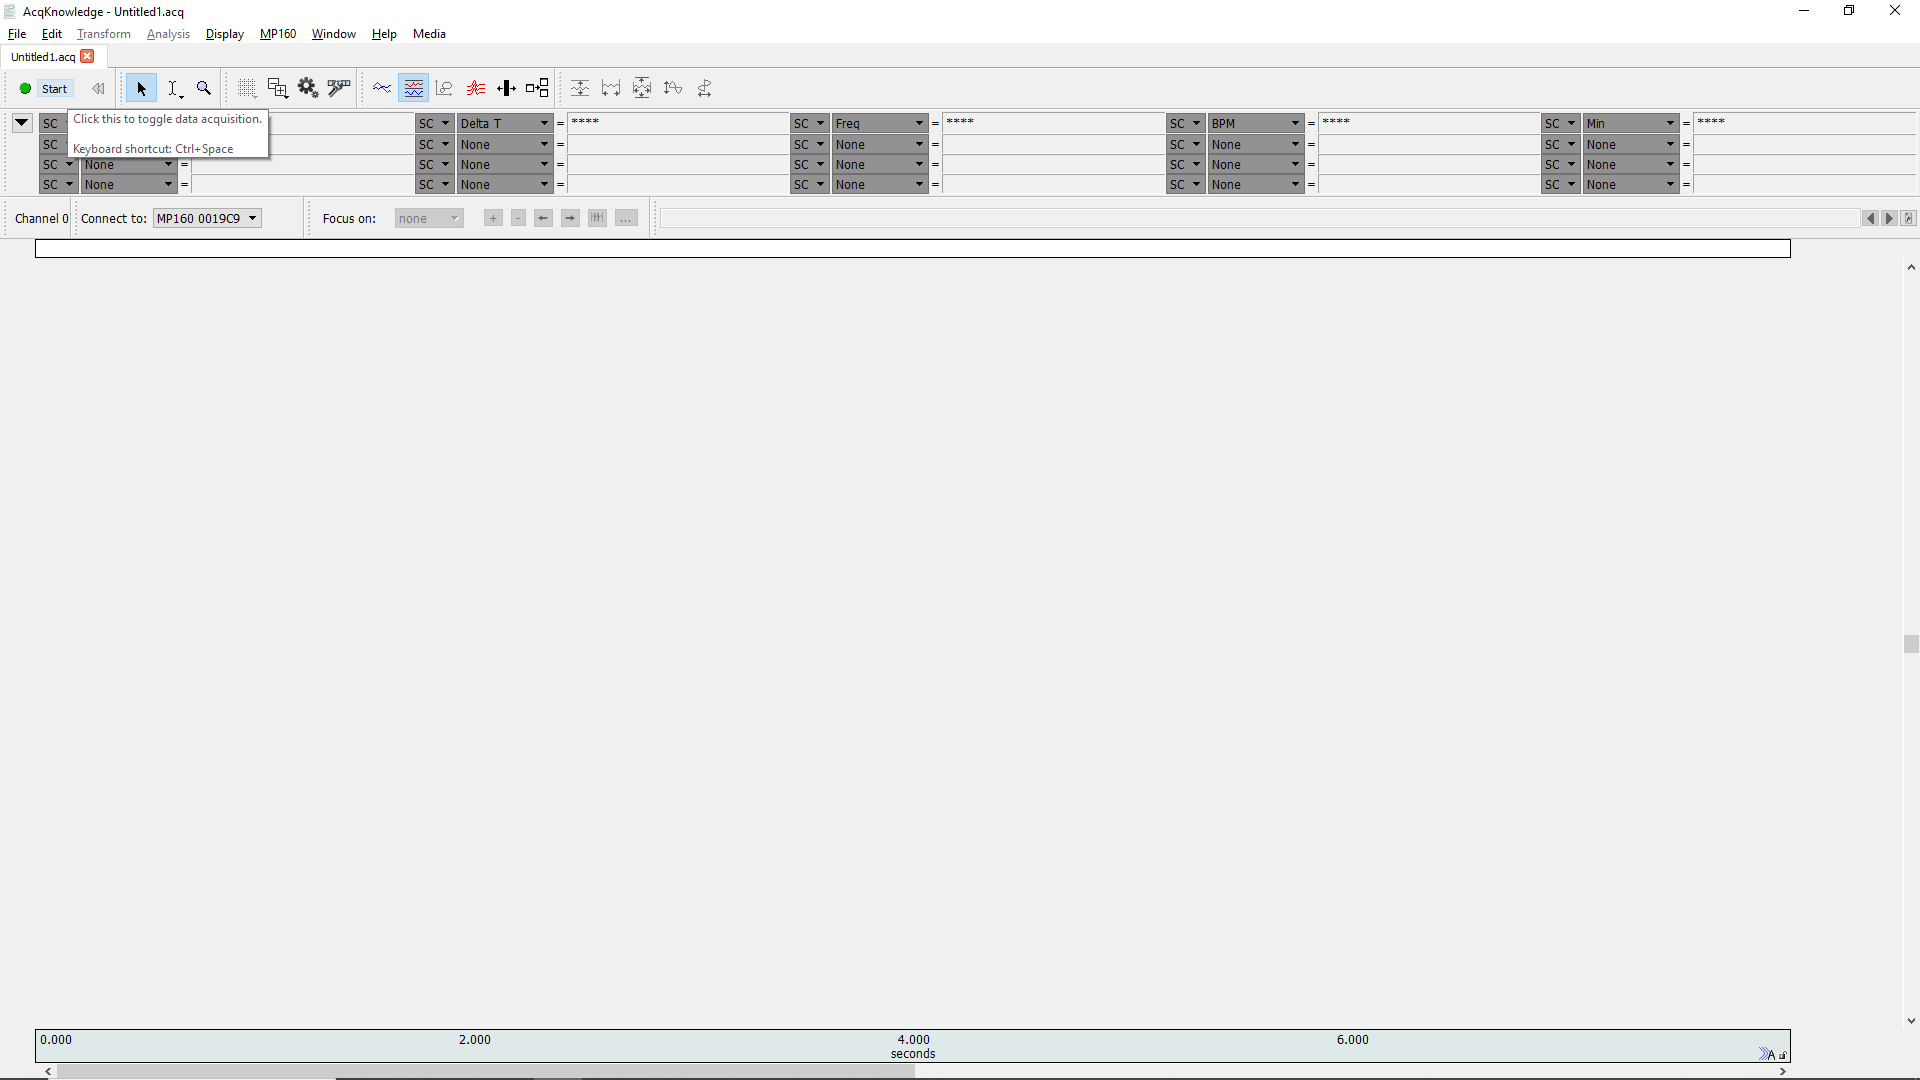 AcqKnowledge - Untitled1.acq
File Edit Transform Analysis Display MP160 Window Help Media
Untitled1.acq
Start
Click this to toggle data acquisition.
Keyboard shortcut: Ctrl+Space
SC SC Delta T = **** SC Freq = **** SC BPM = **** SC Min = ****
SC SC None = SC None = SC None = SC None =
SC None = SC None = SC None = SC None = SC None =
SC None = SC None = SC None = SC None = SC None =
Channel 0 Connect to: MP160 0019C9 Focus on: none + - ...
0.000 2.000 4.000 6.000
seconds
A